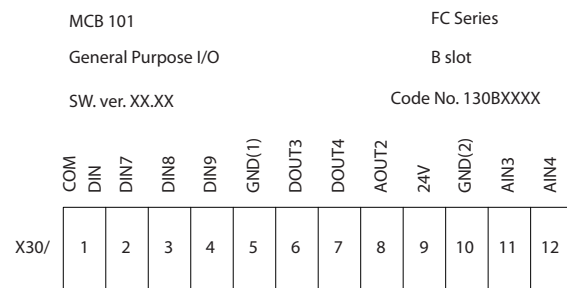 MCB 101 FC Series
General Purpose I/O B slot
SW. ver. XX.XX Code No. 130BXXXX
COM DIN DIN7 DIN8 DIN9 GND(1) DOUT3 DOUT4 AOUT2 24V GND(2) AIN3 AIN4
X30/ 1 2 3 4 5 6 7 8 9 10 11 12